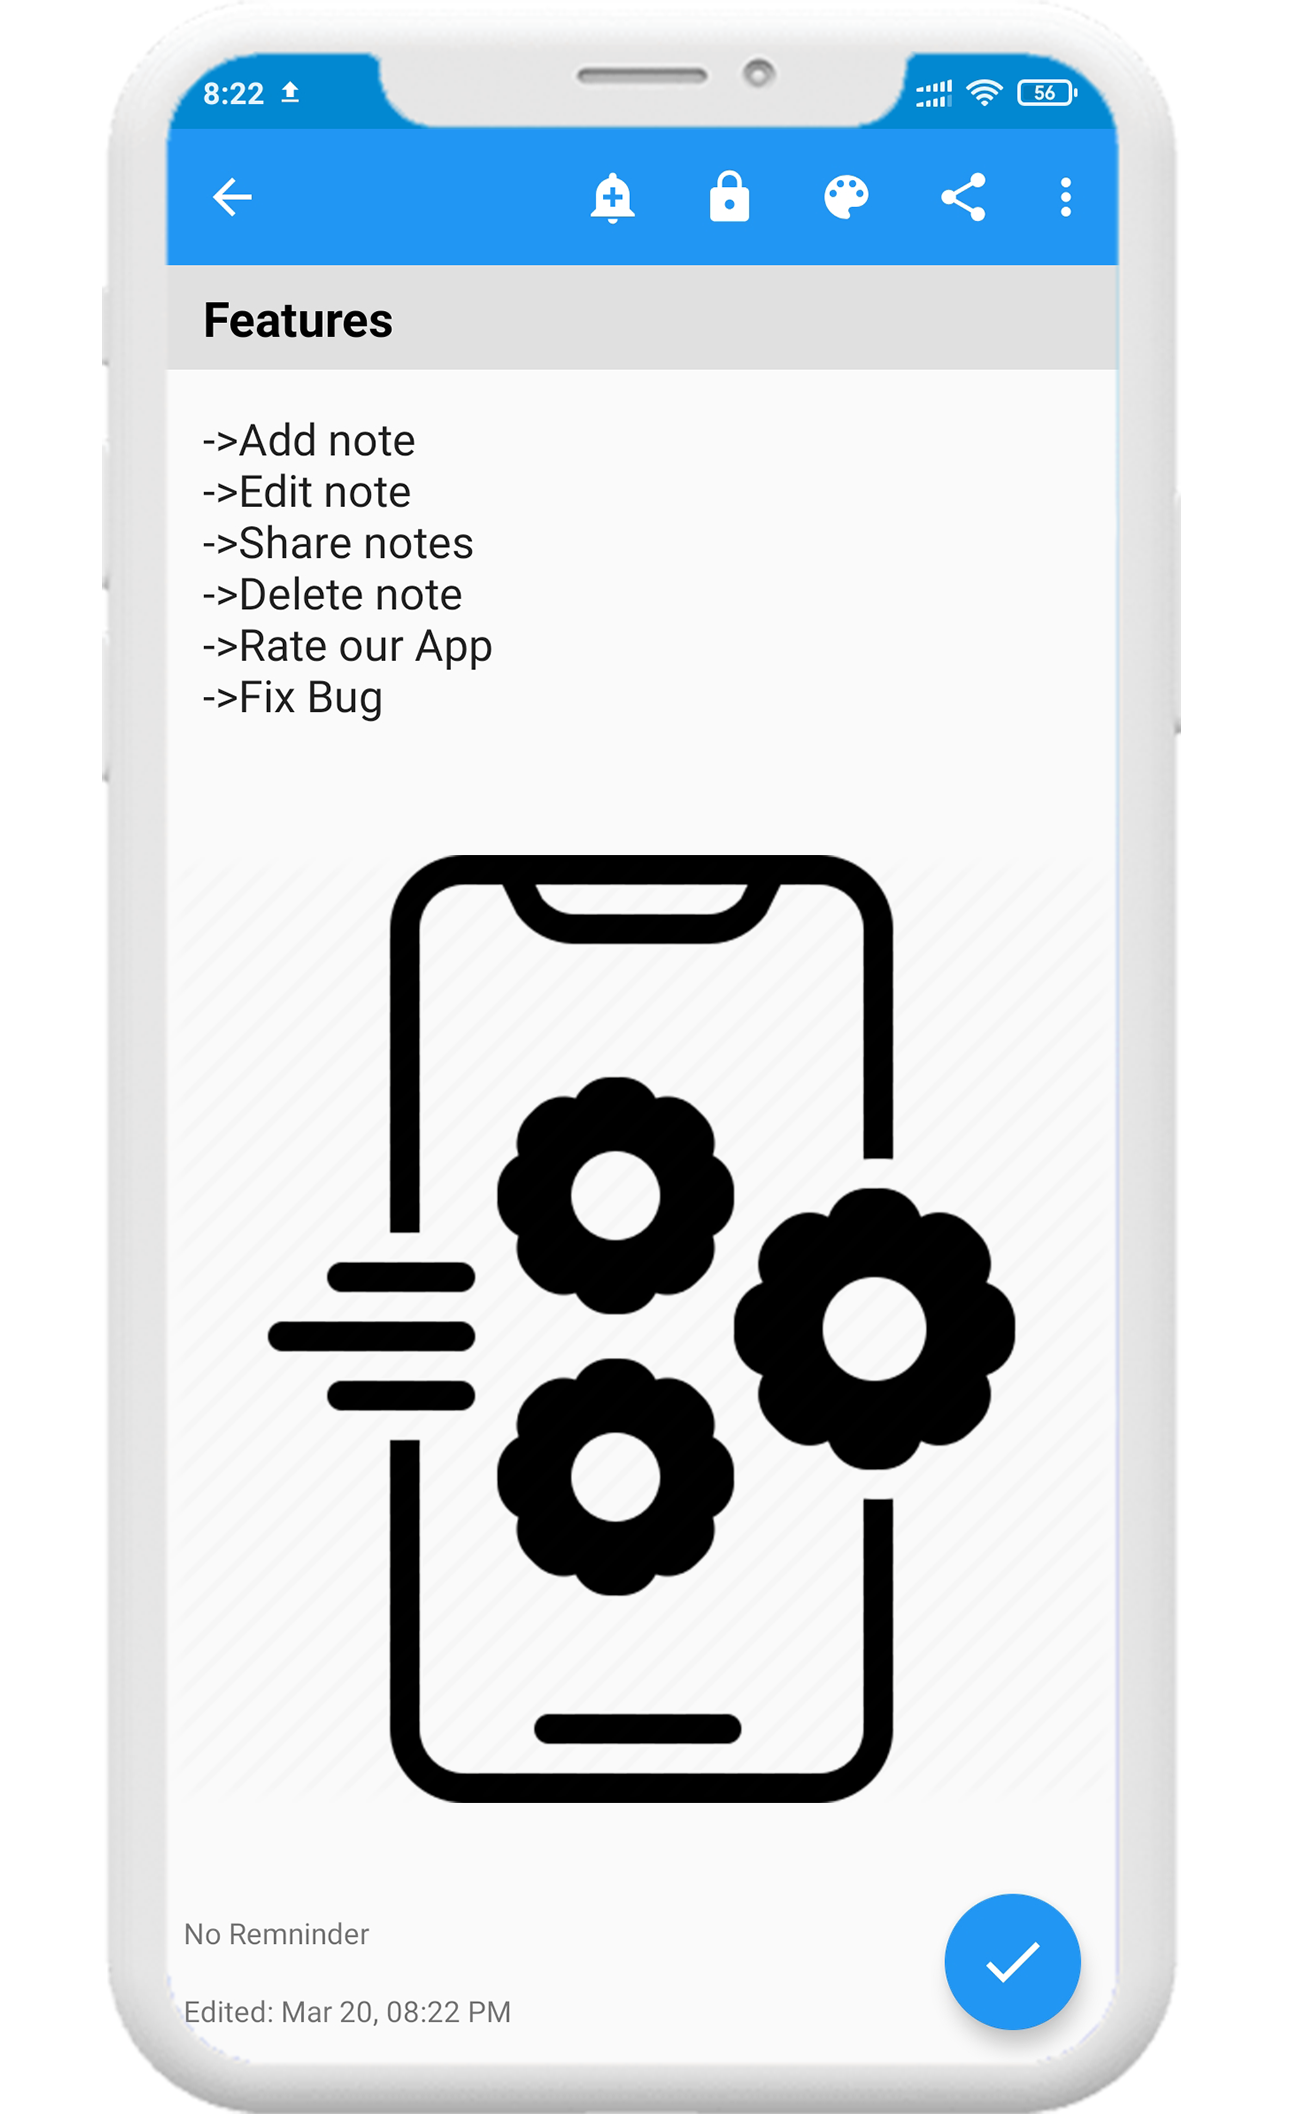 8:22
56
Features
->Add note
->Edit note
->Share notes
->Delete note
->Rate our App
->Fix Bug
No Remninder
Edited: Mar 20, 08:22 PM